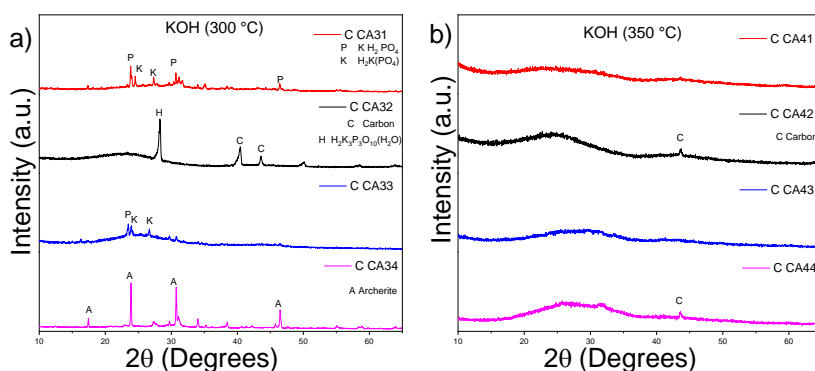 a)
KOH (300 °C)
C CA31
P K H₂ PO₄
K H₂K(PO₄)
P
K
K
P
P
C CA32
C Carbon
H H₂K₃P₃O₁₀(H₂O)
H
C
C
C CA33
P
K
K
C CA34
A Archerite
A
A
A
A
10 20 30 40 50 60
2θ (Degrees)
Intensity (a.u.)
b)
KOH (350 °C)
C CA41
C CA42
C Carbon
C
C CA43
C CA44
C
10 20 30 40 50 60
2θ (Degrees)
Intensity (a.u.)